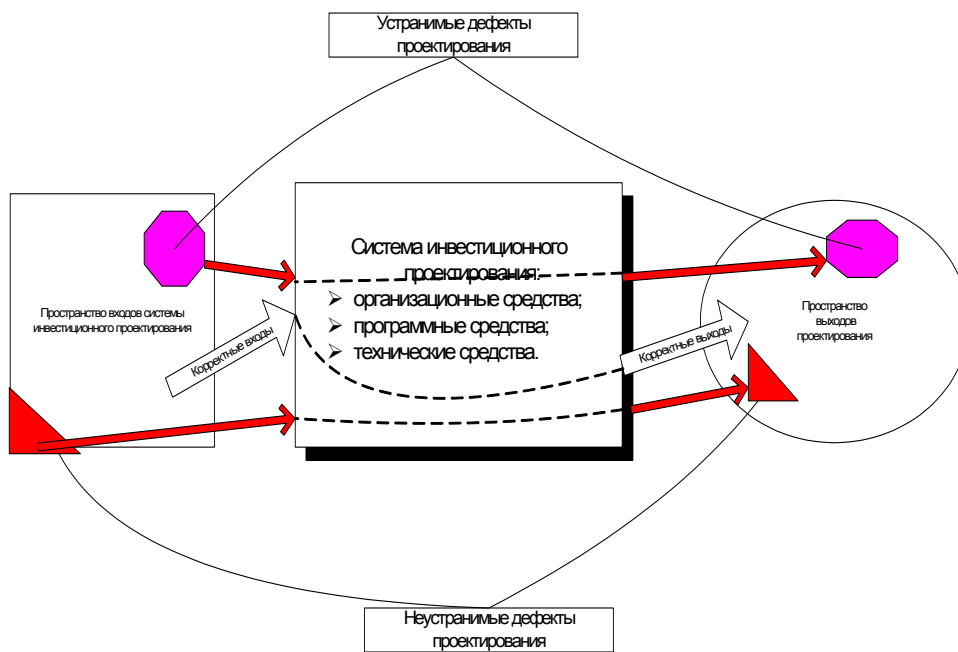 Устранимые дефекты
проектирования
Система инвестиционного
проектирования:
организационные средства;
программные средства;
технические средства.
Пространство входов системы
инвестиционного проектирования
Корректные входы
Корректные выходы
Пространство
выходов
проектирования
Неустранимые дефекты
проектирования